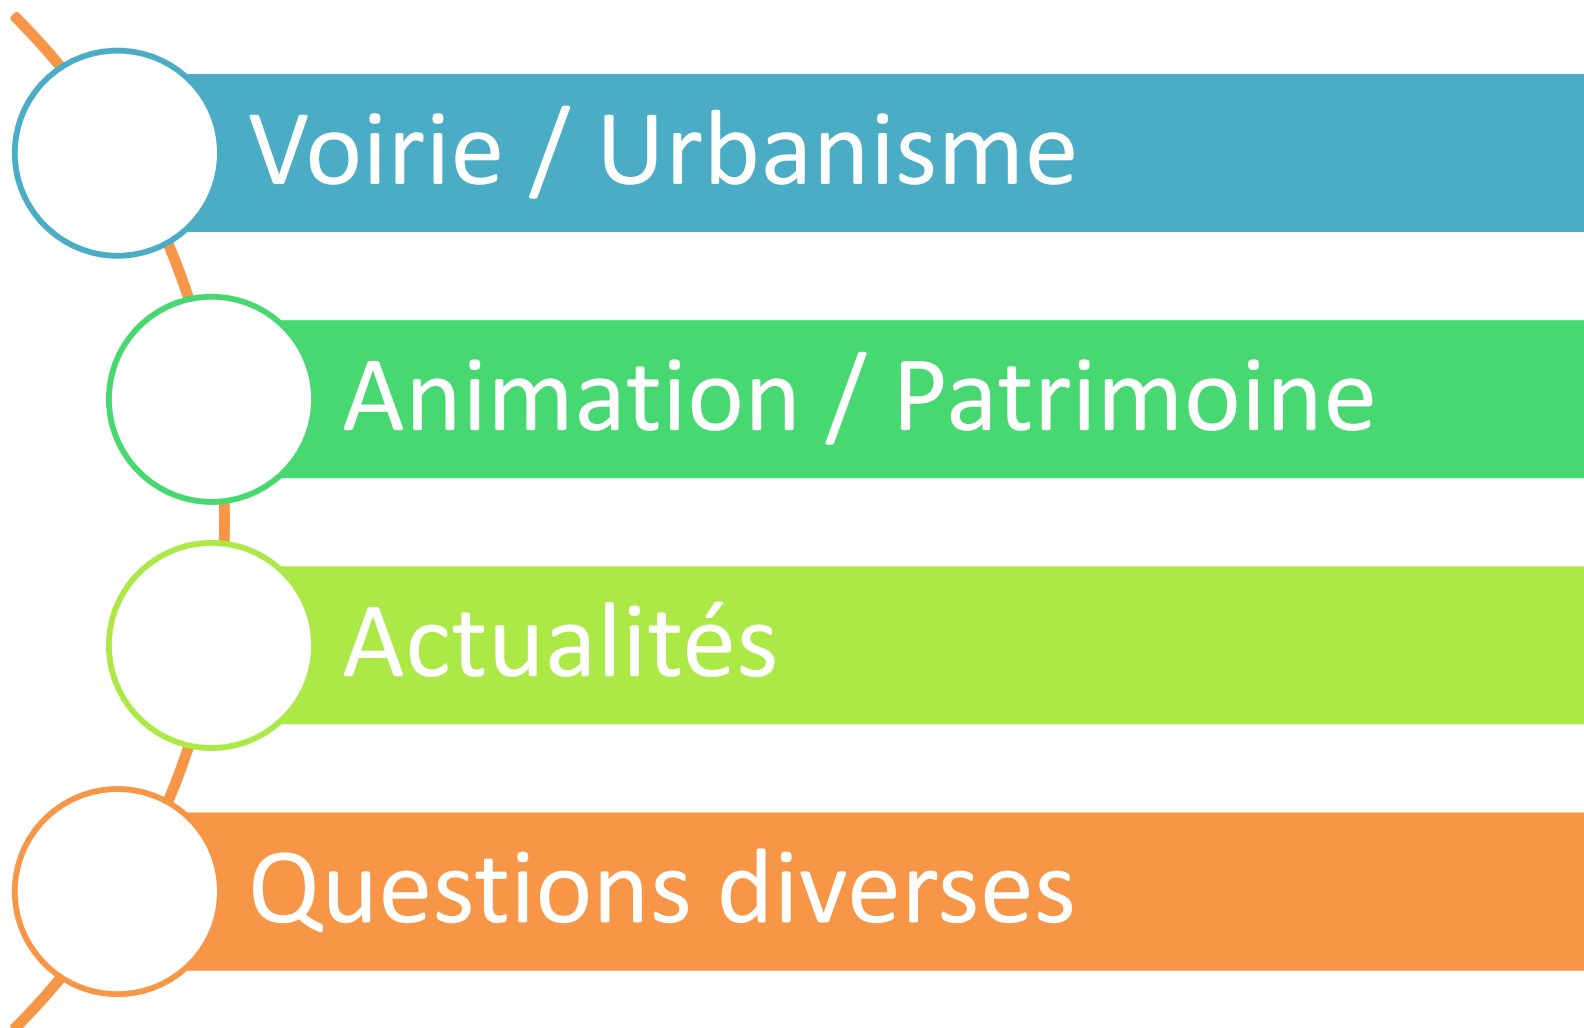 Voirie / Urbanisme
Animation / Patrimoine
Actualités
Questions diverses